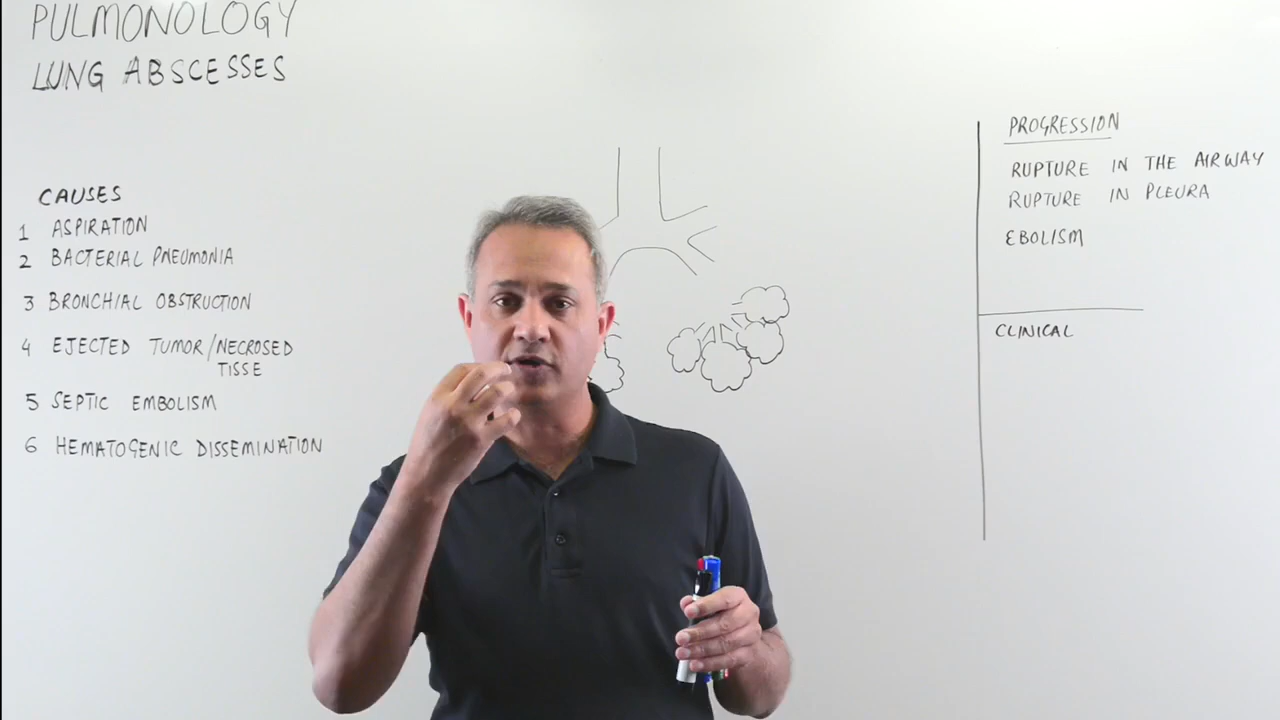 PULMONOLOGY
LUNG ABSCESSES
CAUSES
1 ASPIRATION
2 BACTERIAL PNEUMONIA
3 BRONCHIAL OBSTRUCTION
4 EJECTED TUMOR/NECROSED
TISSE
5 SEPTIC EMBOLISM
6 HEMATOGENIC DISSEMINATION
PROGRESSION
RUPTURE IN THE AIRWAY
RUPTURE IN PLEURA
EBOLISM
CLINICAL